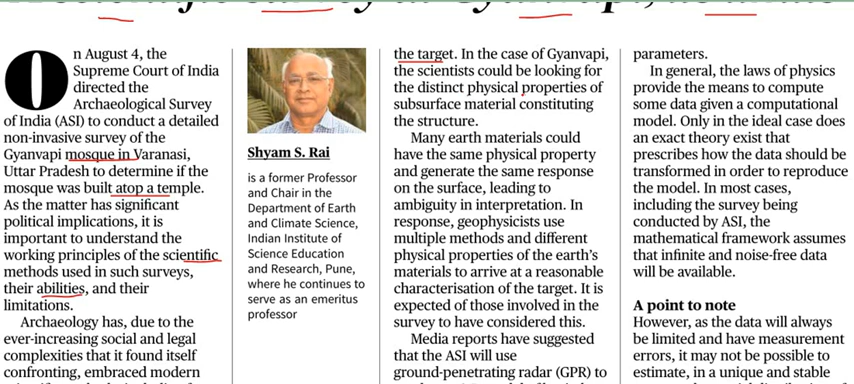 On August 4, the
Supreme Court of India
directed the
Archaeological Survey
of India (ASI) to conduct a detailed
non-invasive survey of the
Gyanvapi mosque in Varanasi,
Uttar Pradesh to determine if the
mosque was built atop a temple.
As the matter has significant
political implications, it is
important to understand the
working principles of the scientific
methods used in such surveys,
their abilities, and their
limitations.
Archaeology has, due to the
ever-increasing social and legal
complexities that it found itself
confronting, embraced modern
Shyam S. Rai
is a former Professor
and Chair in the
Department of Earth
and Climate Science,
Indian Institute of
Science Education
and Research, Pune,
where he continues to
serve as an emeritus
professor
the target. In the case of Gyanvapi,
the scientists could be looking for
the distinct physical properties of
subsurface material constituting
the structure.
Many earth materials could
have the same physical property
and generate the same response
on the surface, leading to
ambiguity in interpretation. In
response, geophysicists use
multiple methods and different
physical properties of the earth's
materials to arrive at a reasonable
characterisation of the target. It is
expected of those involved in the
survey to have considered this.
Media reports have suggested
that the ASI will use
ground-penetrating radar (GPR) to
parameters.
In general, the laws of physics
provide the means to compute
some data given a computational
model. Only in the ideal case does
an exact theory exist that
prescribes how the data should be
transformed in order to reproduce
the model. In most cases,
including the survey being
conducted by ASI, the
mathematical framework assumes
that infinite and noise-free data
will be available.
A point to note
However, as the data will always
be limited and have measurement
errors, it may not be possible to
estimate, in a unique and stable